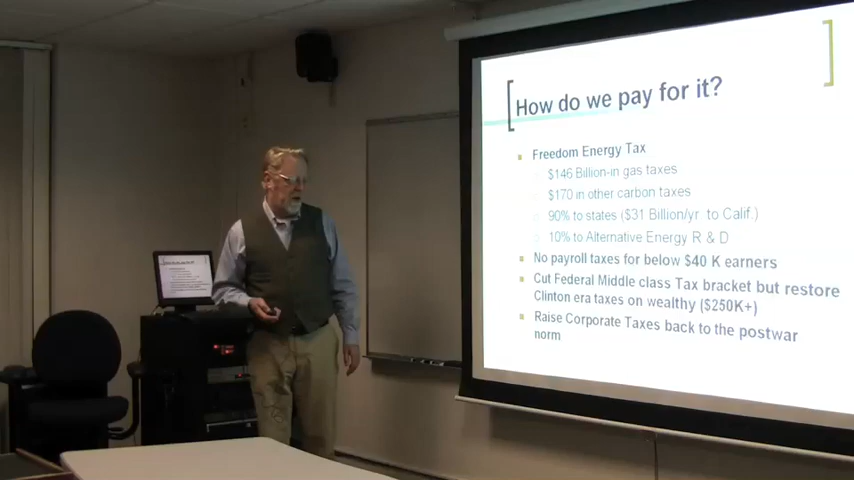 How do we pay for it?
Freedom Energy Tax
$146 Billion-in gas taxes
$170 in other carbon taxes
90% to states ($31 Billion/yr to Calif.)
10% to Alternative Energy R & D
No payroll taxes for below $40 K earners
Cut Federal Middle class Tax bracket but restore
Clinton era taxes on wealthy ($250K+)
Raise Corporate Taxes back to the postwar
norm